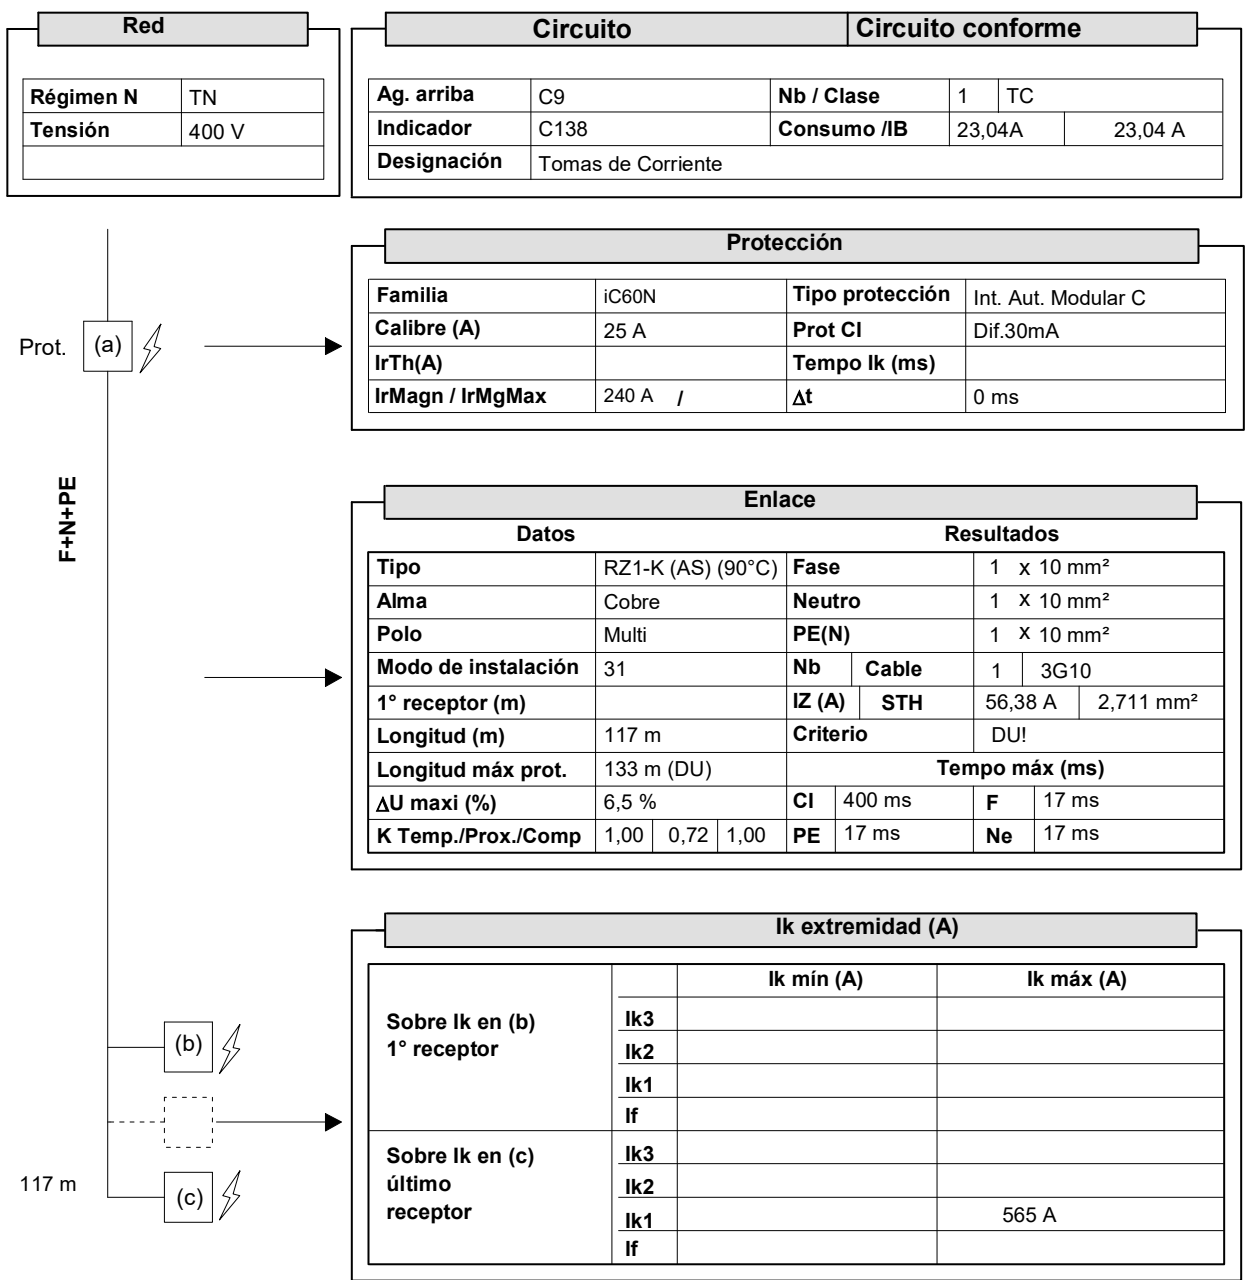 Red
Régimen N TN
Tensión 400 V
Circuito Circuito conforme
Ag. arriba C9 Nb / Clase 1 TC
Indicador C138 Consumo /IB 23,04A 23,04 A
Designación Tomas de Corriente
Protección
Familia iC60N Tipo protección Int. Aut. Modular C
Calibre (A) 25 A Prot CI Dif.30mA
IrTh(A) Tempo Ik (ms)
IrMagn / IrMgMax 240 A / Δt 0 ms
Prot. (a)
F+N+PE
Enlace
Datos Resultados
Tipo RZ1-K (AS) (90°C) Fase 1 x 10 mm²
Alma Cobre Neutro 1 x 10 mm²
Polo Multi PE(N) 1 x 10 mm²
Modo de instalación 31 Nb Cable 1 3G10
1° receptor (m) IZ (A) STH 56,38 A 2,711 mm²
Longitud (m) 117 m Criterio DU!
Longitud máx prot. 133 m (DU) Tempo máx (ms)
ΔU maxi (%) 6,5 % CI 400 ms F 17 ms
K Temp./Prox./Comp 1,00 0,72 1,00 PE 17 ms Ne 17 ms
Ik extremidad (A)
Ik mín (A) Ik máx (A)
(b)
Sobre Ik en (b)
1° receptor
Ik3
Ik2
Ik1
If
117 m (c)
Sobre Ik en (c)
último
receptor
Ik3
Ik2
Ik1 565 A
If